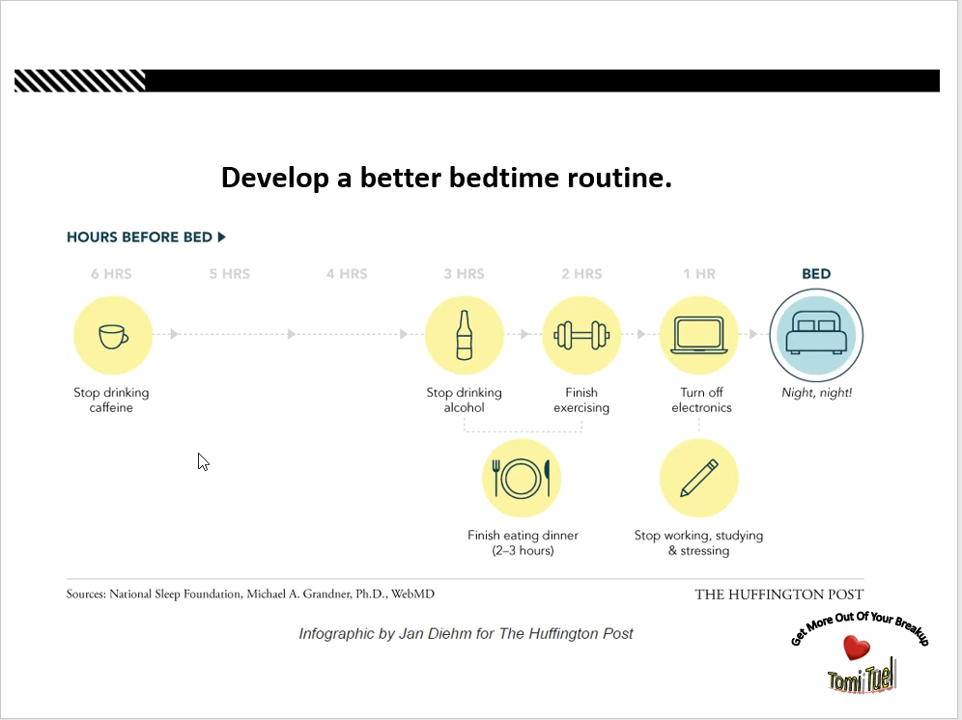 Develop a better bedtime routine.
HOURS BEFORE BED
6 HRS
5 HRS
4 HRS
3 HRS
2 HRS
1 HR
BED
Stop drinking
caffeine
Stop drinking
alcohol
Finish
exercising
Turn off
electronics
Night, night!
Finish eating dinner
(2–3 hours)
Stop working, studying
& stressing
Sources: National Sleep Foundation, Michael A. Grandner, Ph.D., WebMD
THE HUFFINGTON POST
Infographic by Jan Diehm for The Huffington Post
Get More Out Of Your Breakup
Tomi Tuel